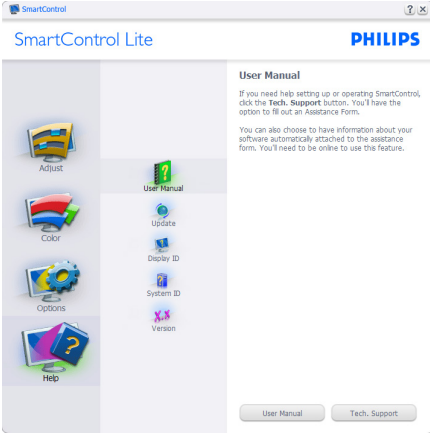 SmartControl
? x
SmartControl Lite
PHILIPS
Adjust
Color
Options
Help
User Manual
Update
Display ID
System ID
X.X
Version
User Manual
If you need help setting up or operating SmartControl,
click the Tech. Support button. You'll have the
option to fill out an Assistance Form.
You can also choose to have information about your
software automatically attached to the assistance
form. You'll need to be online to use this feature.
User Manual
Tech. Support